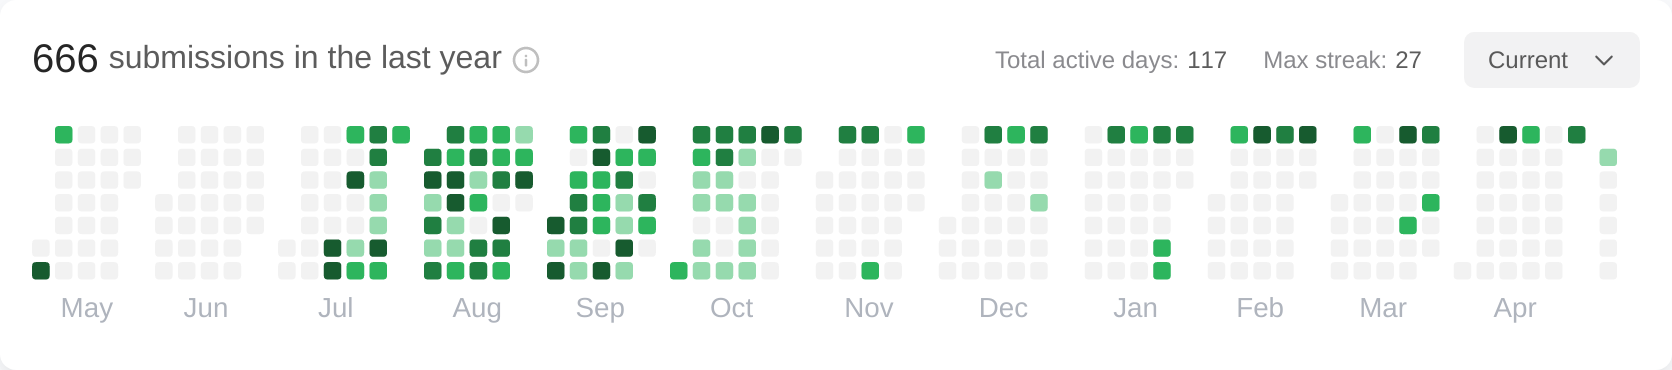 666 submissions in the last year
Total active days: 117 Max streak: 27 Current
May Jun Jul Aug Sep Oct Nov Dec Jan Feb Mar Apr